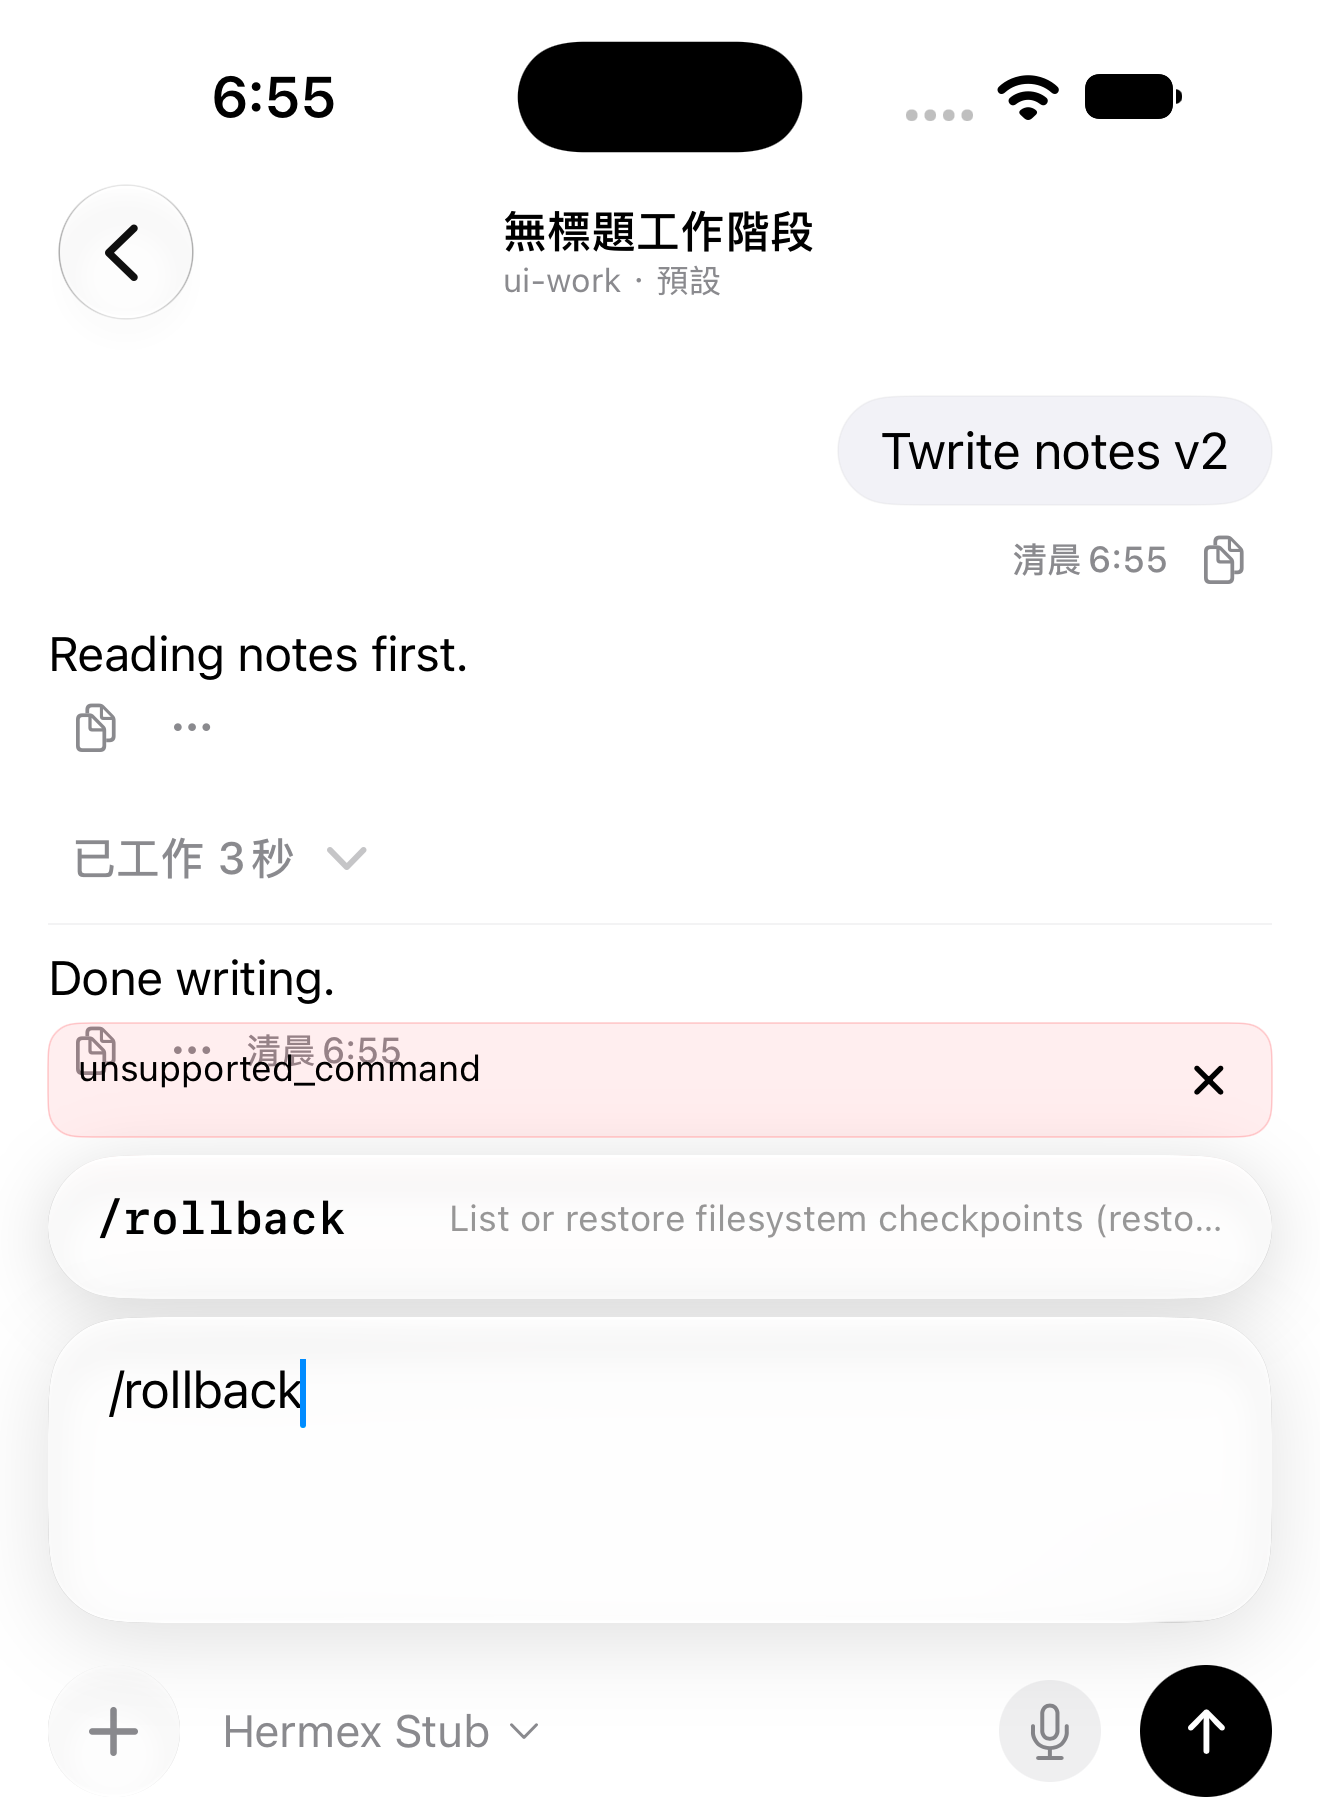 6:55
無標題工作階段
ui-work · 預設
Twrite notes v2
清晨 6:55
Reading notes first.
已工作 3 秒
Done writing.
清晨 6:55
unsupported_command
/rollback List or restore filesystem checkpoints (resto...
/rollback
Hermex Stub